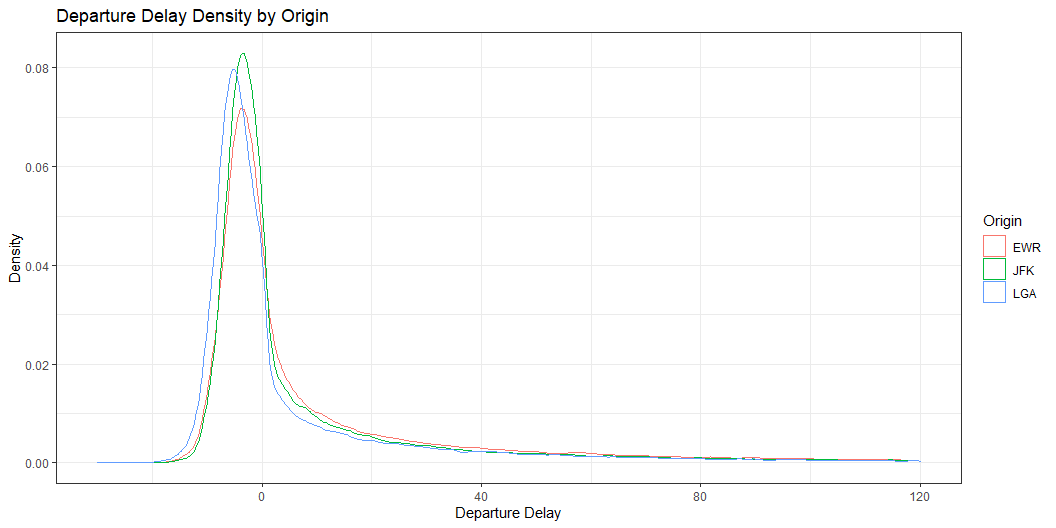 Departure Delay Density by Origin
0.08
0.06
0.04
0.02
0.00
Density
0
40
80
120
Departure Delay
Origin
EWR
JFK
LGA